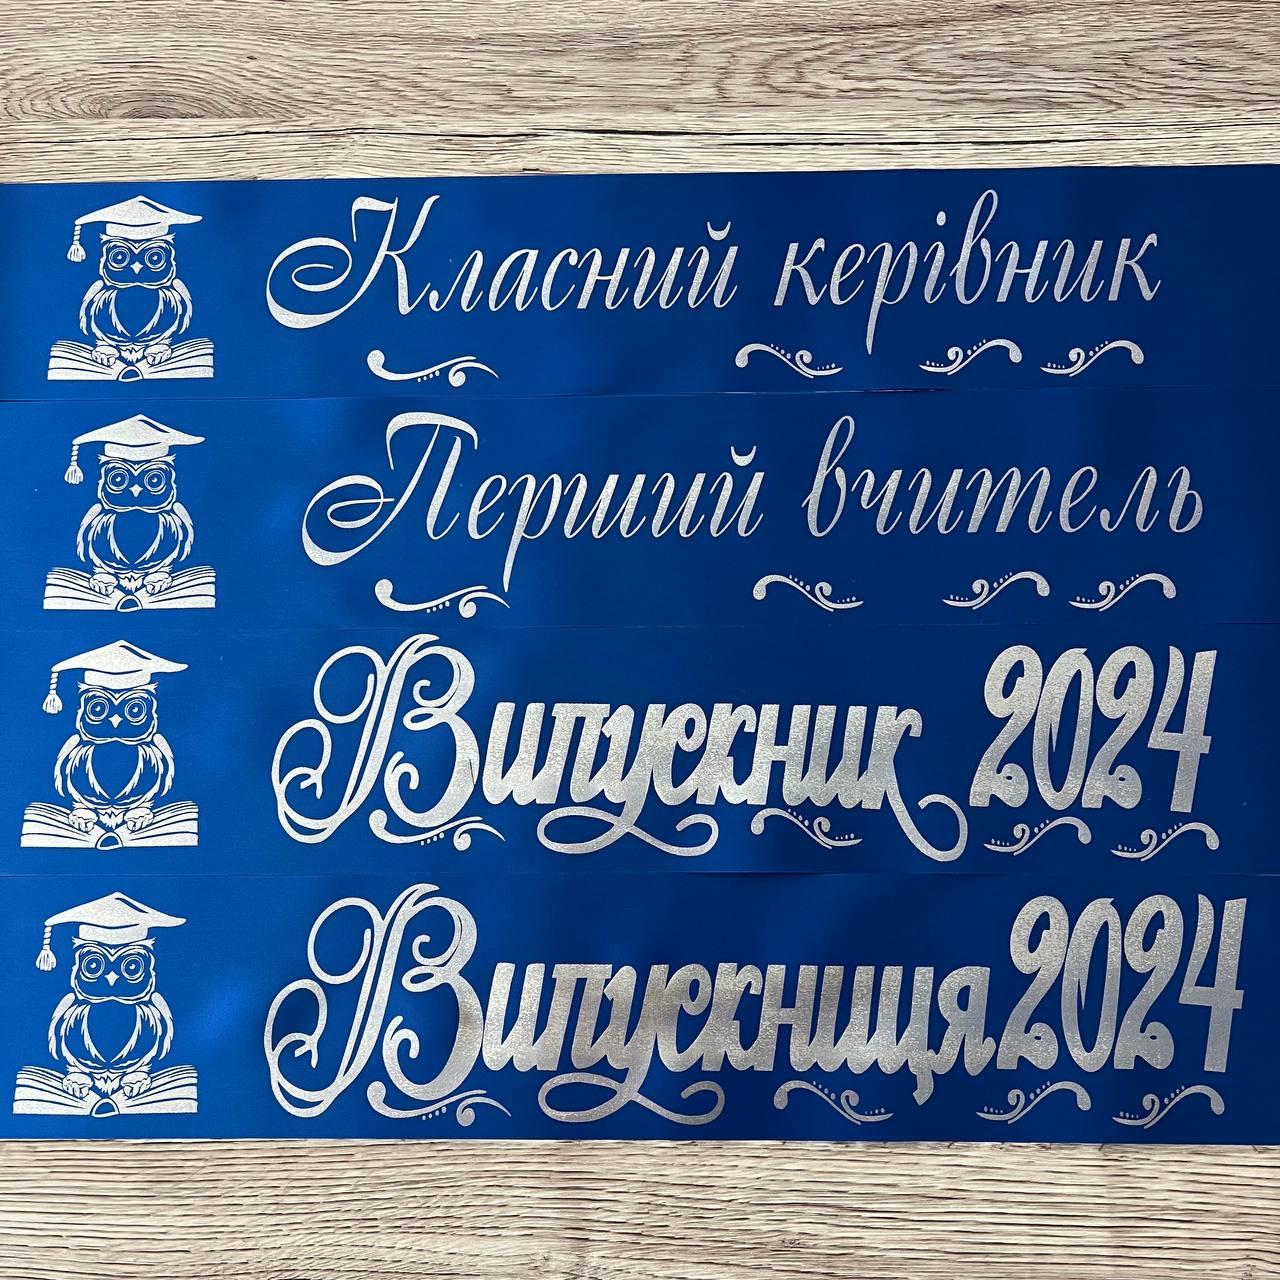 Класний керівник
Перший вчитель
Випускник 2024
Випускниця 2024